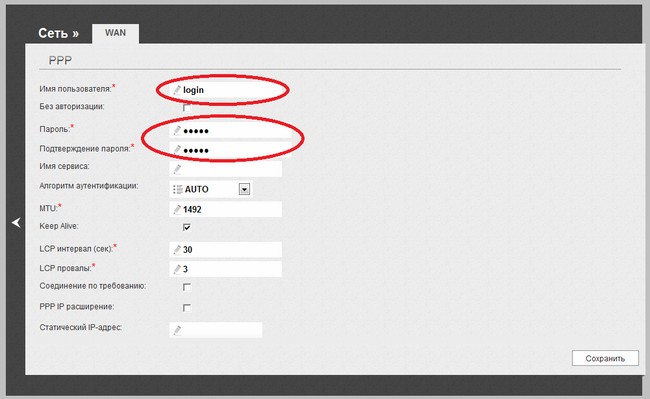 Сеть » WAN
PPP
Имя пользователя:* login
Без авторизации:
Пароль:* •••••
Подтверждение пароля:* •••••
Имя сервиса:
Алгоритм аутентификации: AUTO
MTU:* 1492
Keep Alive:
LCP интервал (сек):* 30
LCP провалы:* 3
Соединение по требованию:
PPP IP расширение:
Статический IP-адрес:
Сохранить